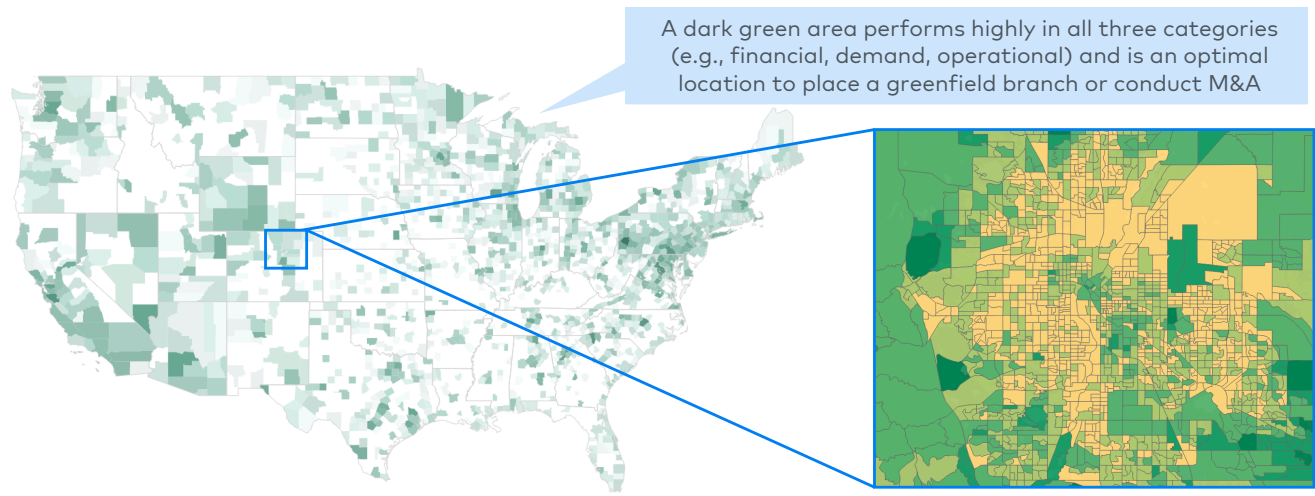 A dark green area performs highly in all three categories
(e.g., financial, demand, operational) and is an optimal
location to place a greenfield branch or conduct M&A